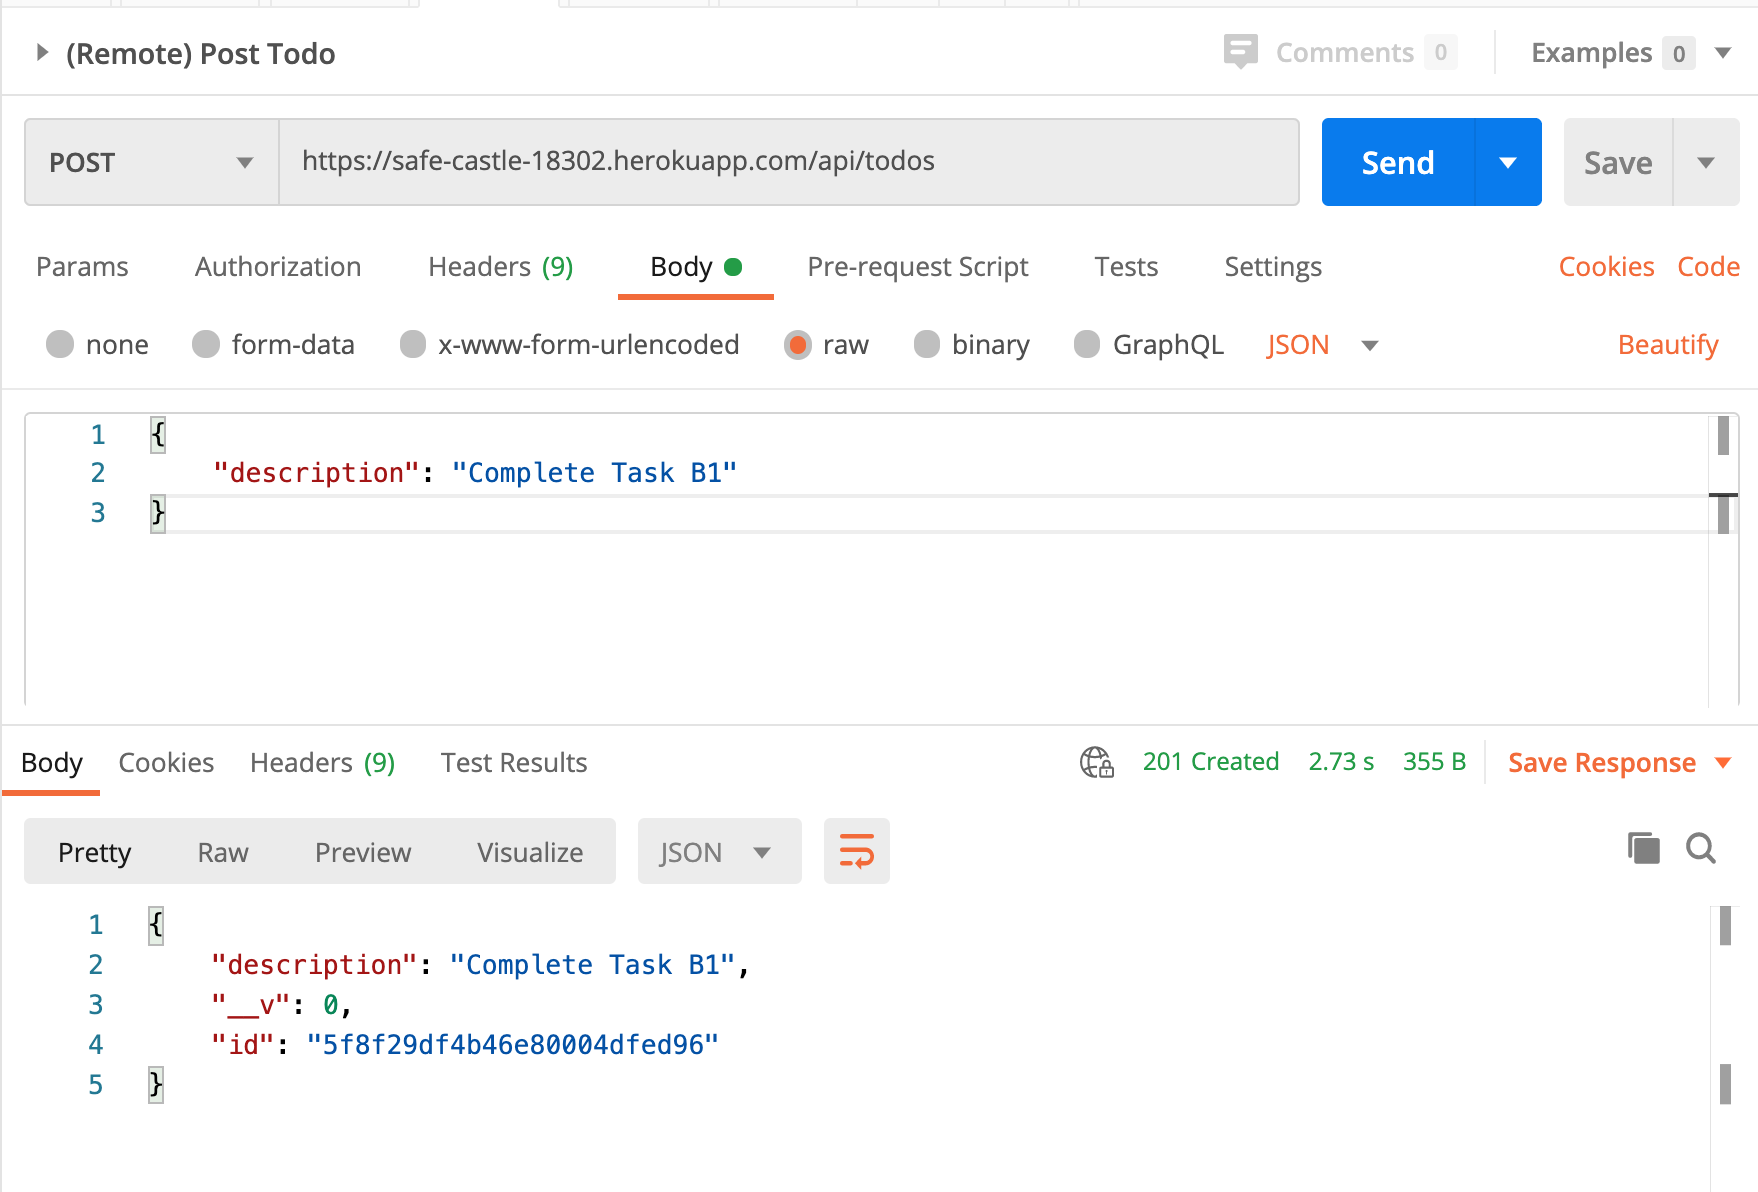 (Remote) Post Todo
Comments 0
Examples 0
POST
https://safe-castle-18302.herokuapp.com/api/todos
Send
Save
Params Authorization Headers (9) Body Pre-request Script Tests Settings Cookies Code
none form-data x-www-form-urlencoded raw binary GraphQL JSON Beautify
1 {
2 "description": "Complete Task B1"
3 }
Body Cookies Headers (9) Test Results 201 Created 2.73 s 355 B Save Response
Pretty Raw Preview Visualize JSON
1 {
2 "description": "Complete Task B1",
3 "__v": 0,
4 "id": "5f8f29df4b46e80004dfed96"
5 }